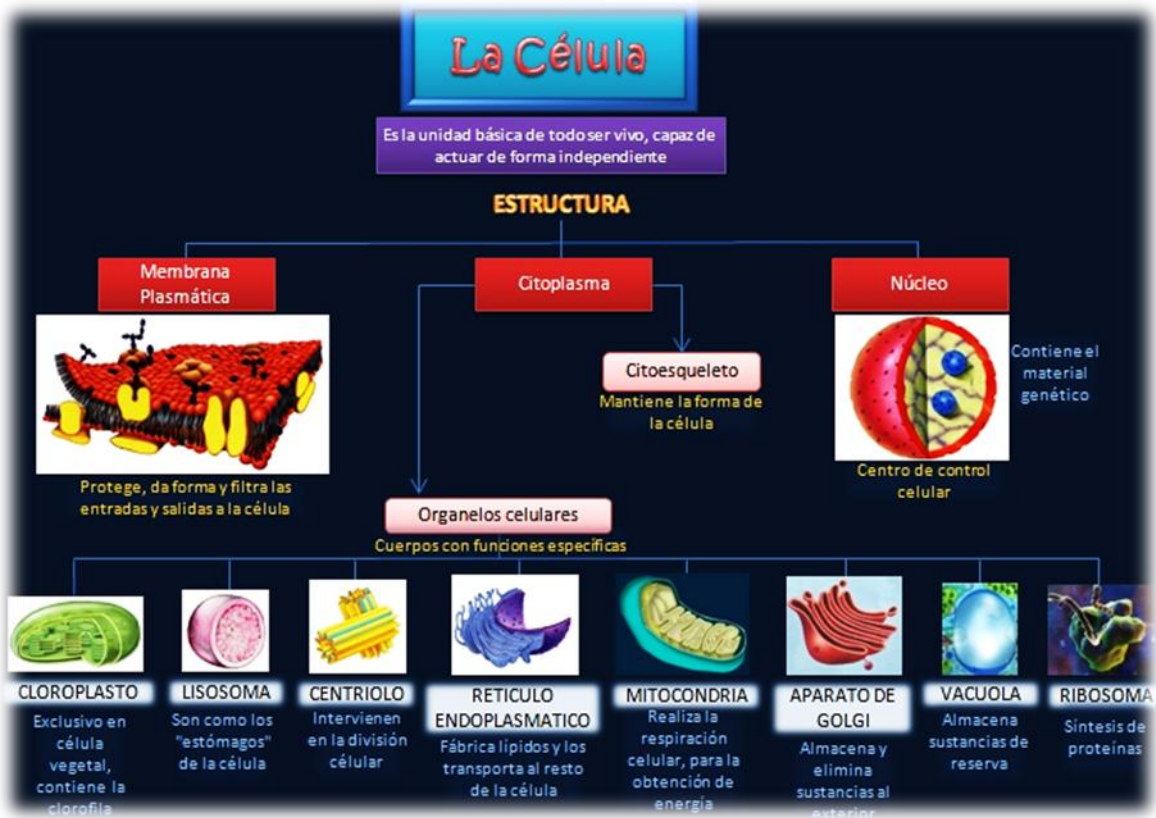 La Célula
Es la unidad básica de todo ser vivo, capaz de
actuar de forma independiente
ESTRUCTURA
Membrana
Plasmática
Citoplasma
Núcleo
Contiene el
material
genético
Citoesqueleto
Mantiene la forma de
la célula
Centro de control
celular
Protege, da forma y filtra las
entradas y salidas a la célula
Organelos celulares
Cuerpos con funciones específicas
CLOROPLASTO
Exclusivo en
célula
vegetal,
contiene la
clorofila
LISOSOMA
Son como los
"estómagos"
de la célula
CENTRIOLO
Intervienen
en la división
célular
RETICULO
ENDOPLASMATICO
Fábrica lípidos y los
transporta al resto
de la célula
MITOCONDRIA
Realiza la
respiración
celular, para la
obtención de
energía
APARATO DE
GOLGI
Almacena y
elimina
sustancias al
exterior
VACUOLA
Almacena
sustancias de
reserva
RIBOSOMA
Síntesis de
proteínas